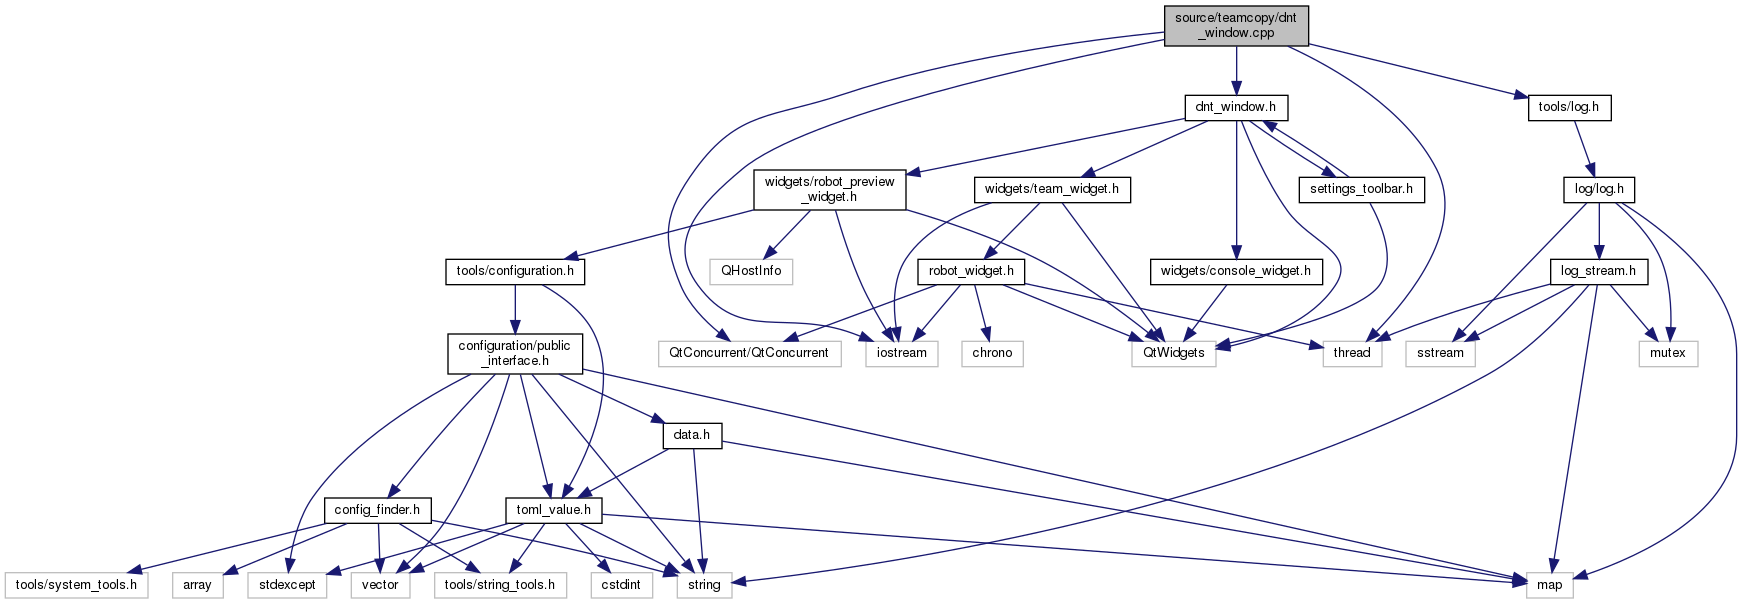 source/teamcopy/dnt
_window.cpp
dnt_window.h
tools/log.h
widgets/robot_preview
_widget.h
widgets/team_widget.h
settings_toolbar.h
log/log.h
tools/configuration.h
QHostInfo
robot_widget.h
widgets/console_widget.h
log_stream.h
configuration/public
_interface.h
QtConcurrent/QtConcurrent
iostream
chrono
QtWidgets
thread
sstream
mutex
data.h
config_finder.h
toml_value.h
tools/system_tools.h
array
stdexcept
vector
tools/string_tools.h
cstdint
string
map